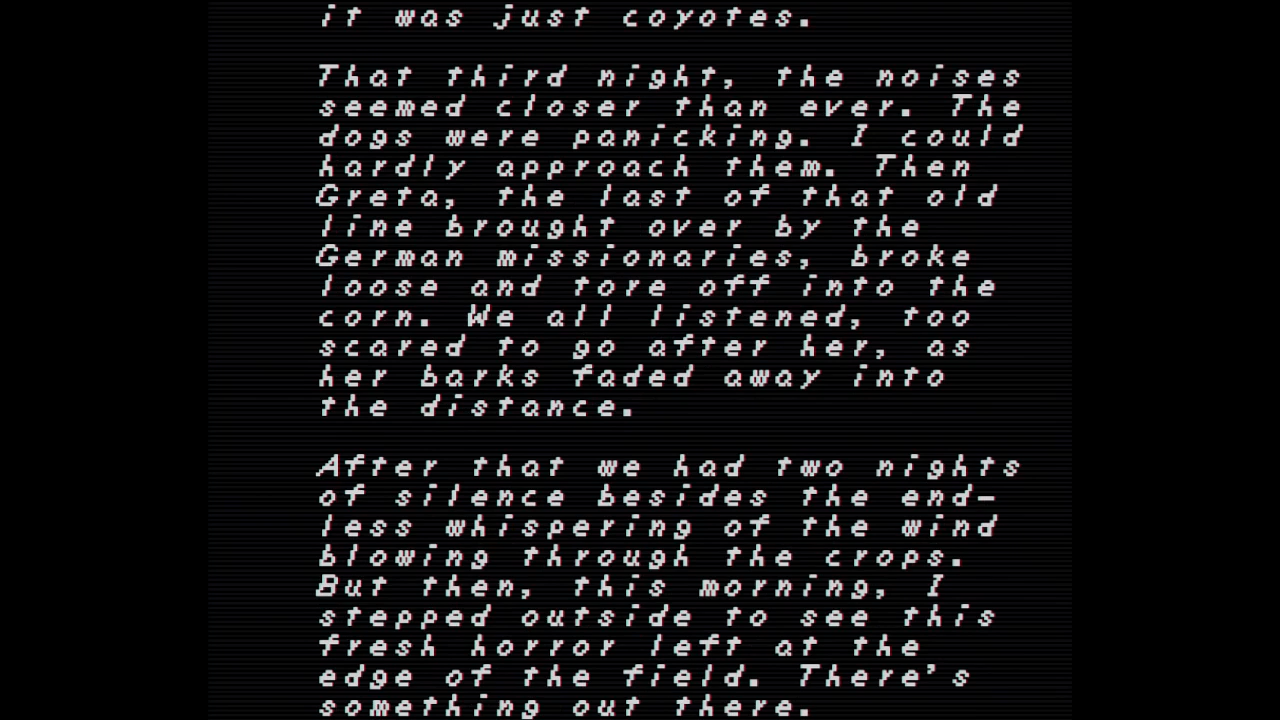 it was just coyotes.
That third night, the noises
seemed closer than ever. The
dogs were panicking. I could
hardly approach them. Then
Greta, the last of that old
line brought over by the
German missionaries, broke
loose and tore off into the
corn. We all listened, too
scared to go after her, as
her barks faded away into
the distance.
After that we had two nights
of silence besides the end-
less whispering of the wind
blowing through the crops.
But then, this morning, I
stepped outside to see this
fresh horror left at the
edge of the field. There's
something out there.